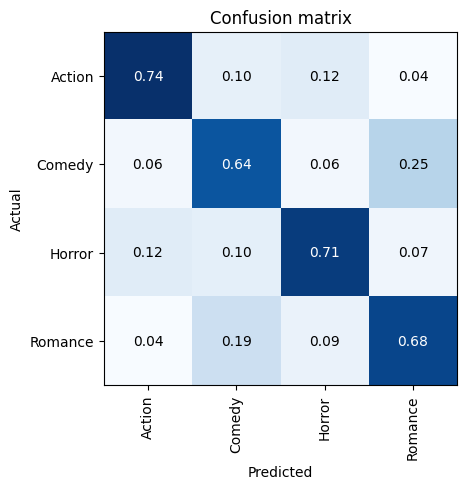 Confusion matrix
Actual
Action 0.74 0.10 0.12 0.04
Comedy 0.06 0.64 0.06 0.25
Horror 0.12 0.10 0.71 0.07
Romance 0.04 0.19 0.09 0.68
Action Comedy Horror Romance
Predicted